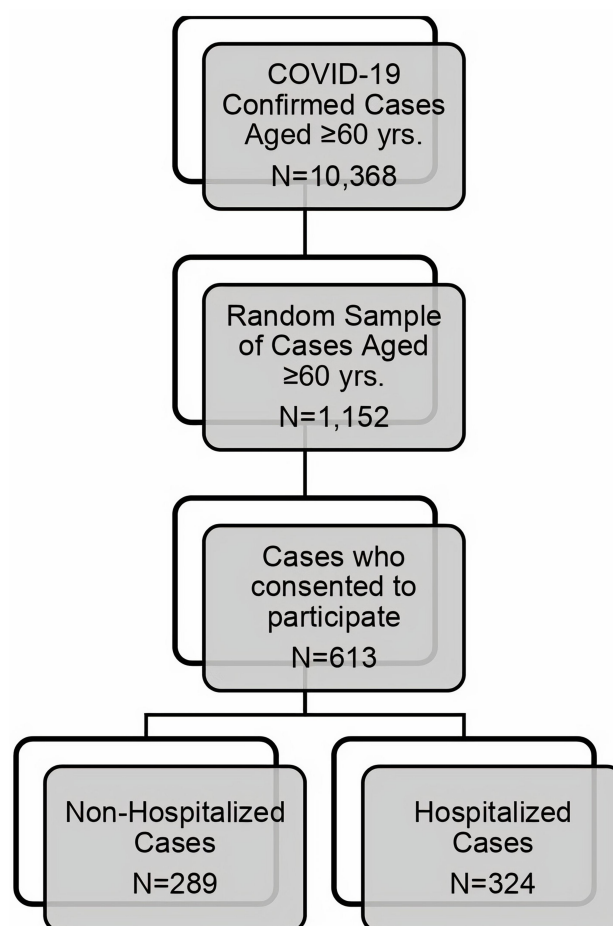 COVID-19
Confirmed Cases
Aged ≥60 yrs.
N=10,368
Random Sample
of Cases Aged
≥60 yrs.
N=1,152
Cases who
consented to
participate
N=613
Non-Hospitalized
Cases
N=289
Hospitalized
Cases
N=324